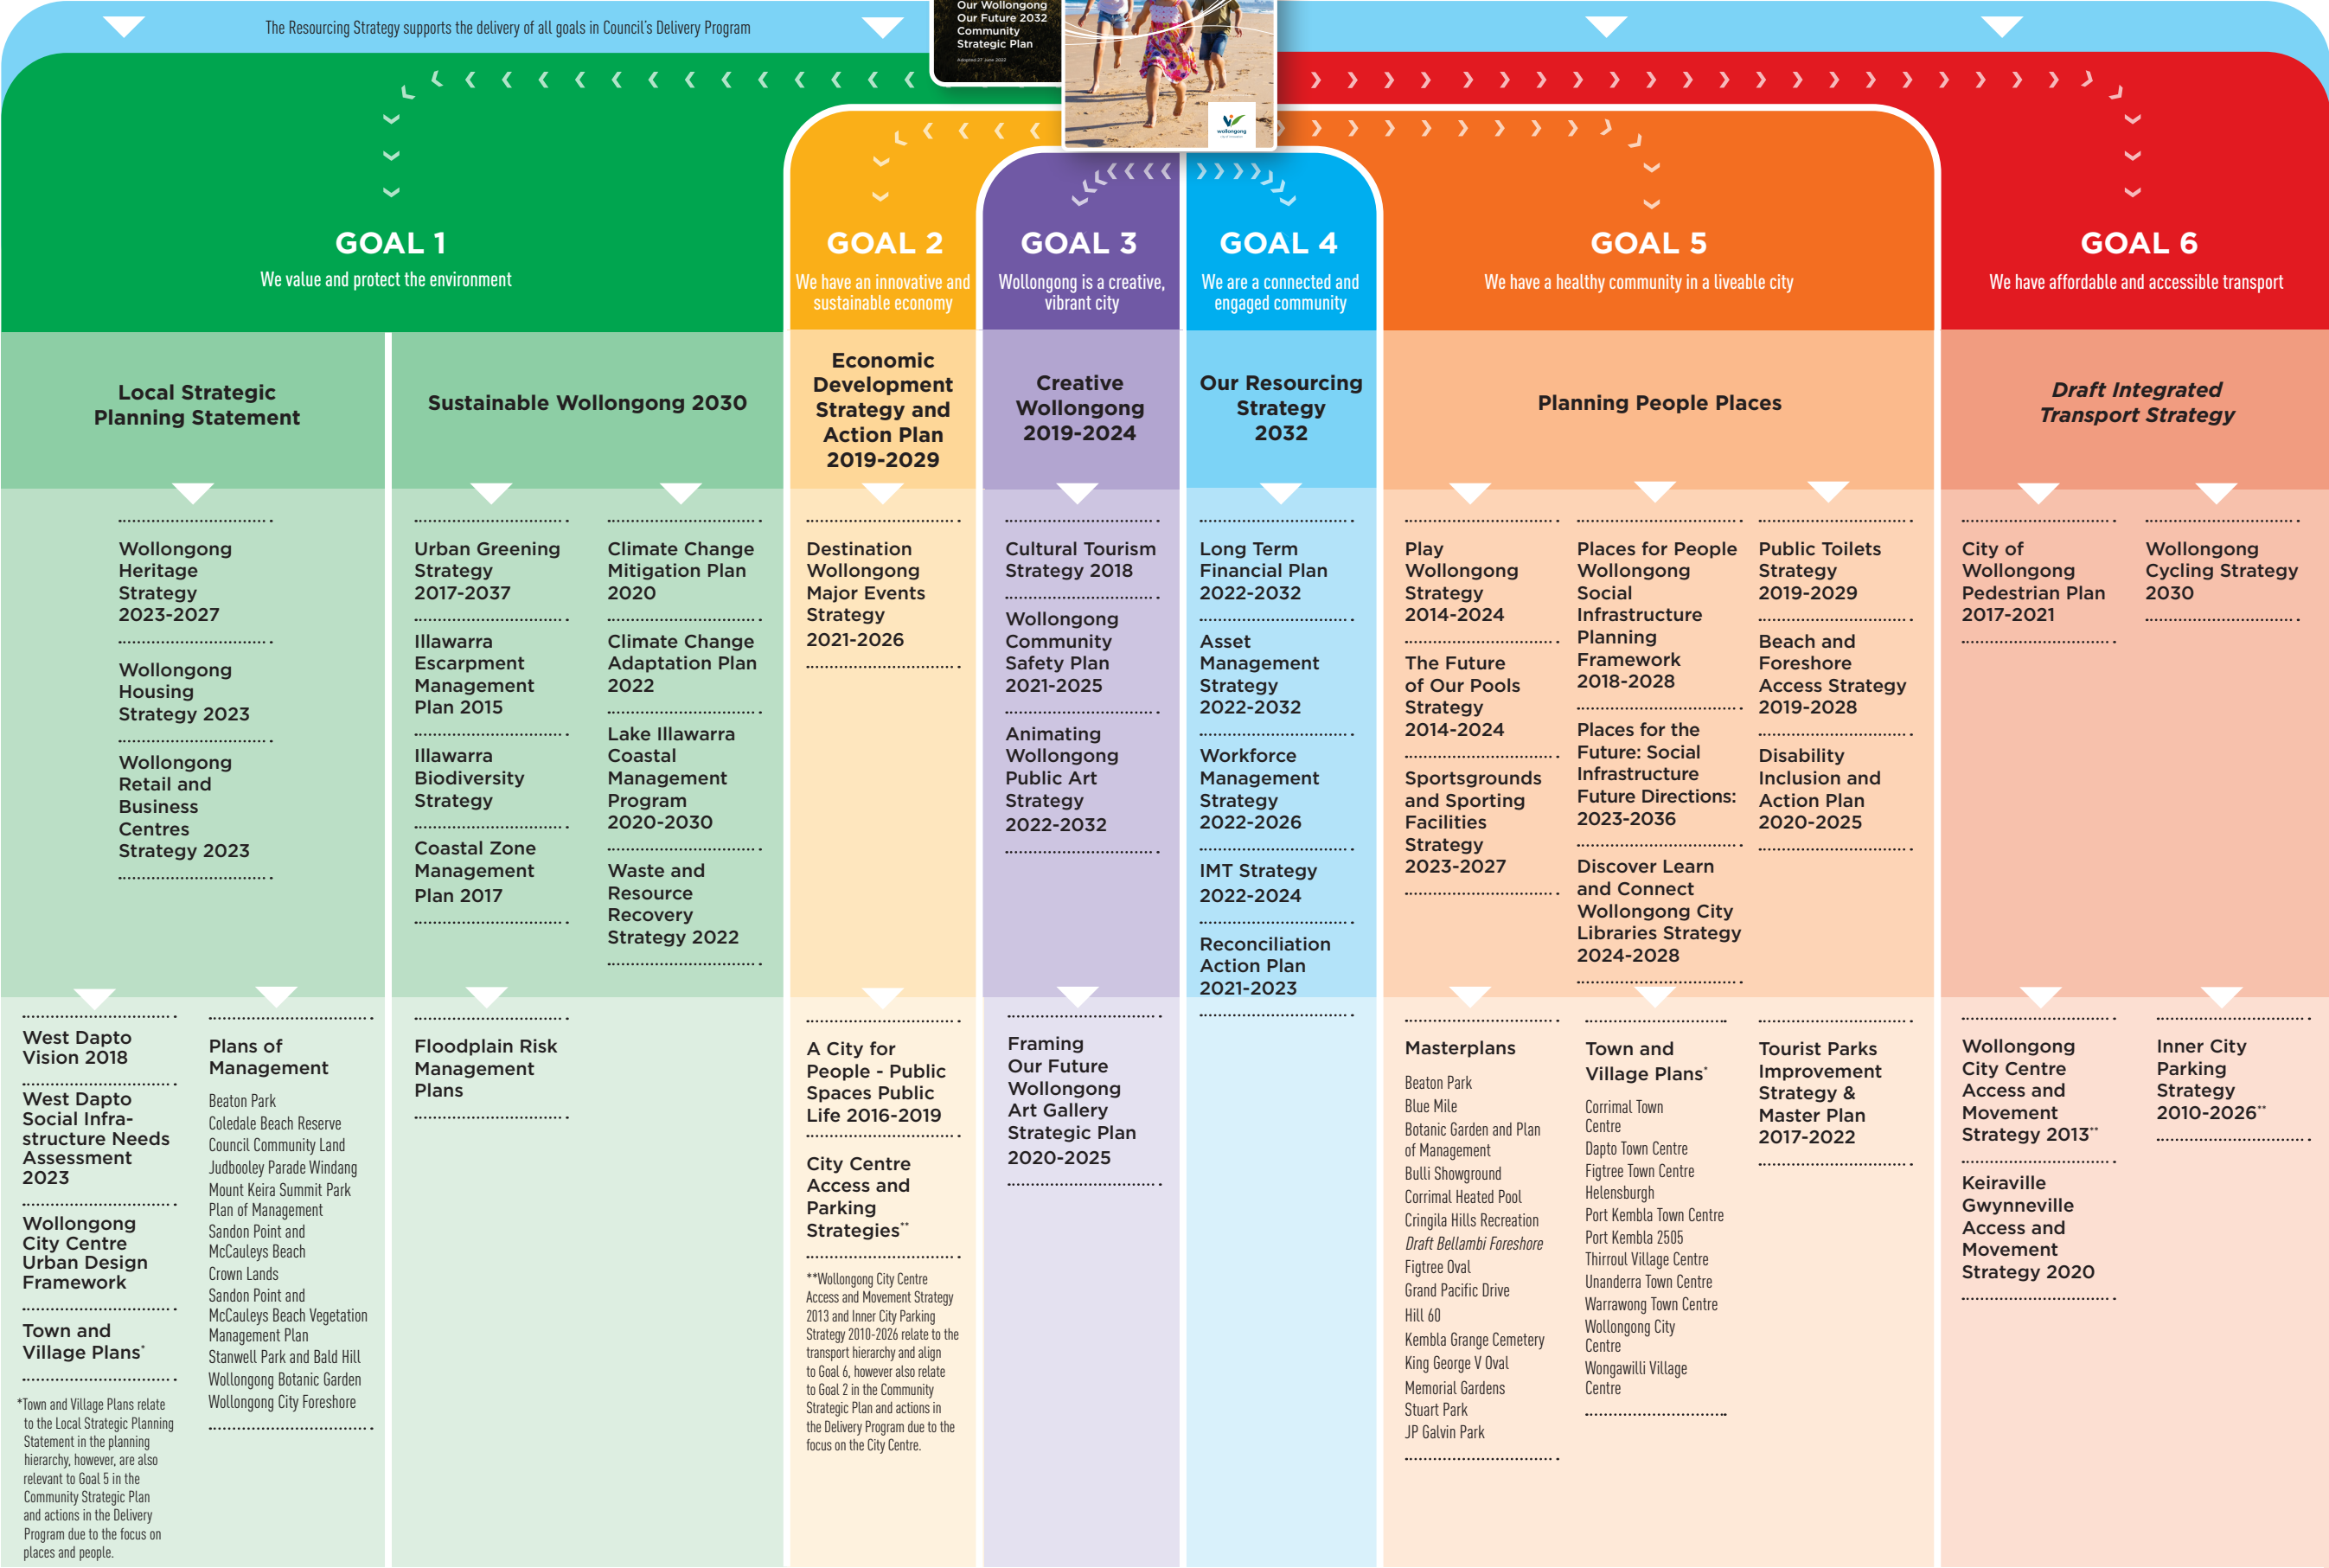 Our Wollongong
Our Future 2032
Community
Strategic Plan
Adopted 27 June 2022
wollongong
The Resourcing Strategy supports the delivery of all goals in Council's Delivery Program
GOAL 1
We value and protect the environment
GOAL 2
We have an innovative and
sustainable economy
GOAL 3
Wollongong is a creative,
vibrant city
GOAL 4
We are a connected and
engaged community
GOAL 5
We have a healthy community in a liveable city
GOAL 6
We have affordable and accessible transport
Local Strategic
Planning Statement
Sustainable Wollongong 2030
Economic
Development
Strategy and
Action Plan
2019-2029
Creative
Wollongong
2019-2024
Our Resourcing
Strategy
2032
Planning People Places
Draft Integrated
Transport Strategy
Wollongong
Heritage
Strategy
2023-2027
Wollongong
Housing
Strategy 2023
Wollongong
Retail and
Business
Centres
Strategy 2023
Urban Greening
Strategy
2017-2037
Illawarra
Escarpment
Management
Plan 2015
Illawarra
Biodiversity
Strategy
Coastal Zone
Management
Plan 2017
Climate Change
Mitigation Plan
2020
Climate Change
Adaptation Plan
2022
Lake Illawarra
Coastal
Management
Program
2020-2030
Waste and
Resource
Recovery
Strategy 2022
Destination
Wollongong
Major Events
Strategy
2021-2026
Cultural Tourism
Strategy 2018
Wollongong
Community
Safety Plan
2021-2025
Animating
Wollongong
Public Art
Strategy
2022-2032
Long Term
Financial Plan
2022-2032
Asset
Management
Strategy
2022-2032
Workforce
Management
Strategy
2022-2026
IMT Strategy
2022-2024
Reconciliation
Action Plan
2021-2023
Play
Wollongong
Strategy
2014-2024
The Future
of Our Pools
Strategy
2014-2024
Sportsgrounds
and Sporting
Facilities
Strategy
2023-2027
Places for People
Wollongong
Social
Infrastructure
Planning
Framework
2018-2028
Places for the
Future: Social
Infrastructure
Future Directions:
2023-2036
Discover Learn
and Connect
Wollongong City
Libraries Strategy
2024-2028
Public Toilets
Strategy
2019-2029
Beach and
Foreshore
Access Strategy
2019-2028
Disability
Inclusion and
Action Plan
2020-2025
City of
Wollongong
Pedestrian Plan
2017-2021
Wollongong
Cycling Strategy
2030
West Dapto
Vision 2018
West Dapto
Social Infra-
structure Needs
Assessment
2023
Wollongong
City Centre
Urban Design
Framework
Town and
Village Plans*
*Town and Village Plans relate
to the Local Strategic Planning
Statement in the planning
hierarchy, however, are also
relevant to Goal 5 in the
Community Strategic Plan
and actions in the Delivery
Program due to the focus on
places and people.
Plans of
Management
Beaton Park
Coledale Beach Reserve
Council Community Land
Judbooley Parade Windang
Mount Keira Summit Park
Plan of Management
Sandon Point and
McCauleys Beach
Crown Lands
Sandon Point and
McCauleys Beach Vegetation
Management Plan
Stanwell Park and Bald Hill
Wollongong Botanic Garden
Wollongong City Foreshore
Floodplain Risk
Management
Plans
A City for
People - Public
Spaces Public
Life 2016-2019
City Centre
Access and
Parking
Strategies**
**Wollongong City Centre
Access and Movement Strategy
2013 and Inner City Parking
Strategy 2010-2026 relate to the
transport hierarchy and align
to Goal 6, however also relate
to Goal 2 in the Community
Strategic Plan and actions in
the Delivery Program due to the
focus on the City Centre.
Framing
Our Future
Wollongong
Art Gallery
Strategic Plan
2020-2025
Masterplans
Beaton Park
Blue Mile
Botanic Garden and Plan
of Management
Bulli Showground
Corrimal Heated Pool
Cringila Hills Recreation
Draft Bellambi Foreshore
Figtree Oval
Grand Pacific Drive
Hill 60
Kembla Grange Cemetery
King George V Oval
Memorial Gardens
Stuart Park
JP Galvin Park
Town and
Village Plans*
Corrimal Town
Centre
Dapto Town Centre
Figtree Town Centre
Helensburgh
Port Kembla Town Centre
Port Kembla 2505
Thirroul Village Centre
Unanderra Town Centre
Warrawong Town Centre
Wollongong City
Centre
Wongawilli Village
Centre
Tourist Parks
Improvement
Strategy &
Master Plan
2017-2022
Wollongong
City Centre
Access and
Movement
Strategy 2013**
Keiraville
Gwynneville
Access and
Movement
Strategy 2020
Inner City
Parking
Strategy
2010-2026**